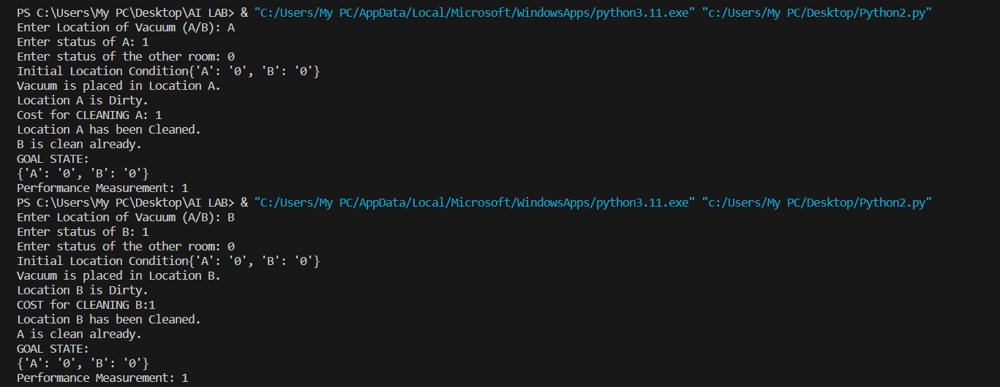 PS C:\Users\My PC\Desktop\AI LAB> & "C:/Users/My PC/AppData/Local/Microsoft/WindowsApps/python3.11.exe" "c:/Users/My PC/Desktop/Python2.py"
Enter Location of Vacuum (A/B): A
Enter status of A: 1
Enter status of the other room: 0
Initial Location Condition{'A': '0', 'B': '0'}
Vacuum is placed in Location A.
Location A is Dirty.
Cost for CLEANING A: 1
Location A has been Cleaned.
B is clean already.
GOAL STATE:
{'A': '0', 'B': '0'}
Performance Measurement: 1
PS C:\Users\My PC\Desktop\AI LAB> & "C:/Users/My PC/AppData/Local/Microsoft/WindowsApps/python3.11.exe" "c:/Users/My PC/Desktop/Python2.py"
Enter Location of Vacuum (A/B): B
Enter status of B: 1
Enter status of the other room: 0
Initial Location Condition{'A': '0', 'B': '0'}
Vacuum is placed in Location B.
Location B is Dirty.
COST for CLEANING B:1
Location B has been Cleaned.
A is clean already.
GOAL STATE:
{'A': '0', 'B': '0'}
Performance Measurement: 1